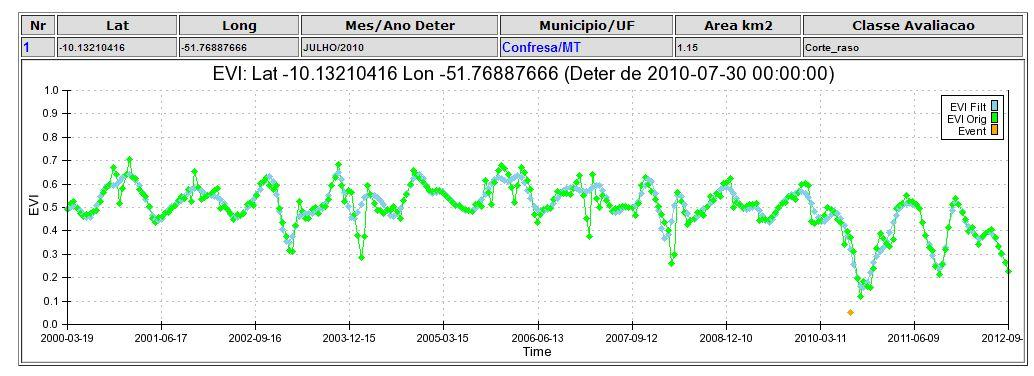 Nr Lat Long Mes/Ano Deter Municipio/UF Area km2 Classe Avaliacao
1 -10.13210416 -51.76887666 JULHO/2010 Confresa/MT 1.15 Corte_raso
EVI: Lat -10.13210416 Lon -51.76887666 (Deter de 2010-07-30 00:00:00)
EVI Filt
EVI Orig
Event
EVI
1.0
0.9
0.8
0.7
0.6
0.5
0.4
0.3
0.2
0.1
0.0
2000-03-19 2001-06-17 2002-09-16 2003-12-15 2005-03-15 2006-06-13 2007-09-12 2008-12-10 2010-03-11 2011-06-09 2012-09-
Time